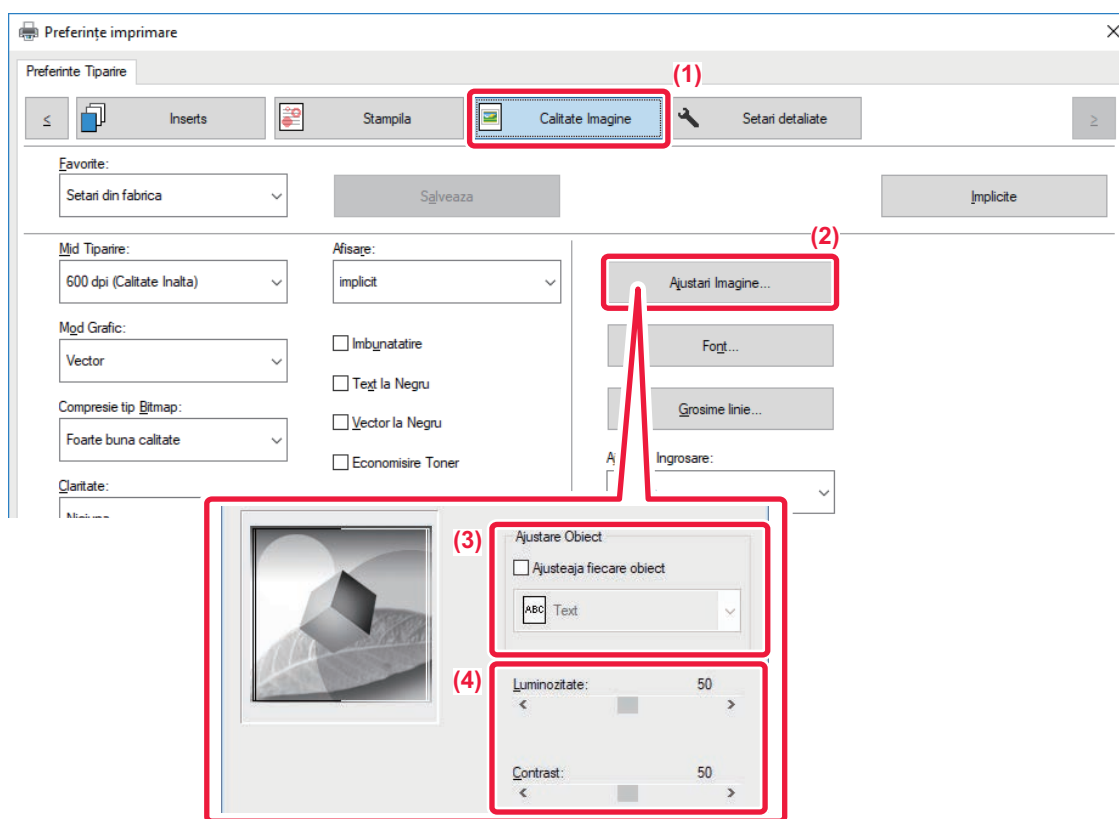 Preferințe imprimare
Preferinte Tiparire
(1)
<
Inserts
Stampila
Calitate Imagine
Setari detaliate
>
Favorite:
Setari din fabrica
Salveaza
Implicite
(2)
Mid Tiparire:
Afisare:
600 dpi (Calitate Inalta)
implicit
Ajustari Imagine...
Mod Grafic:
Imbunatatire
Vector
Font...
Text la Negru
Compresie tip Bitmap:
Grosime linie...
Vector la Negru
Foarte buna calitate
Economisire Toner
Ingrosare:
Claritate:
(3)
Ajustare Obiect
Ajusteaja fiecare obiect
ABC Text
(4)
Luminozitate: 50
< >
Contrast: 50
< >